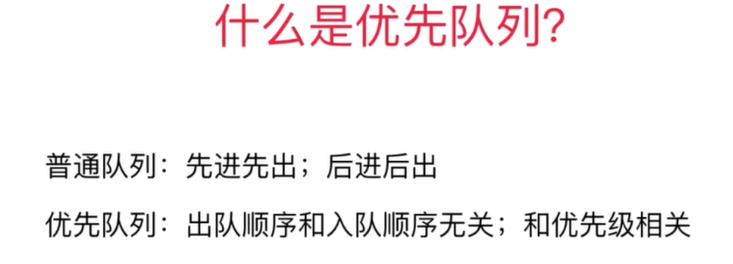 什么是优先队列?
普通队列：先进先出；后进后出
优先队列：出队顺序和入队顺序无关；和优先级相关